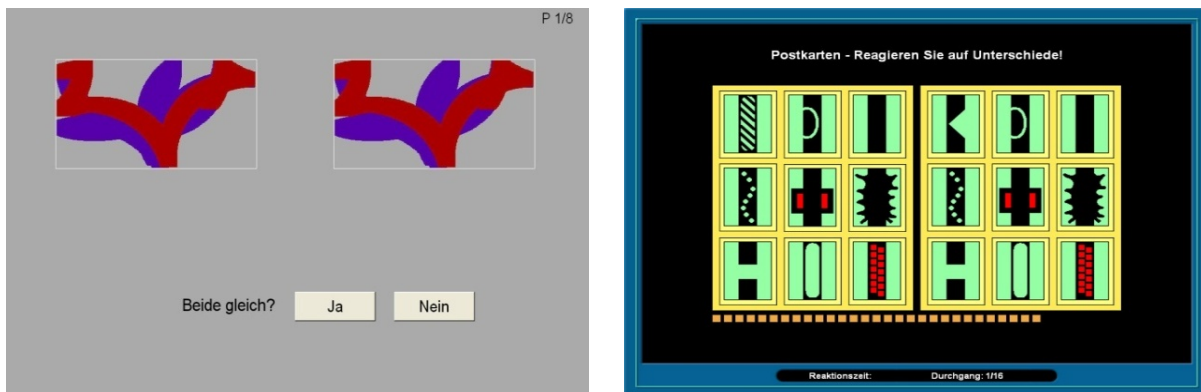 P 1/8
Beide gleich?
Ja
Nein
Postkarten - Reagieren Sie auf Unterschiede!
Reaktionszeit:
Durchgang: 1/16